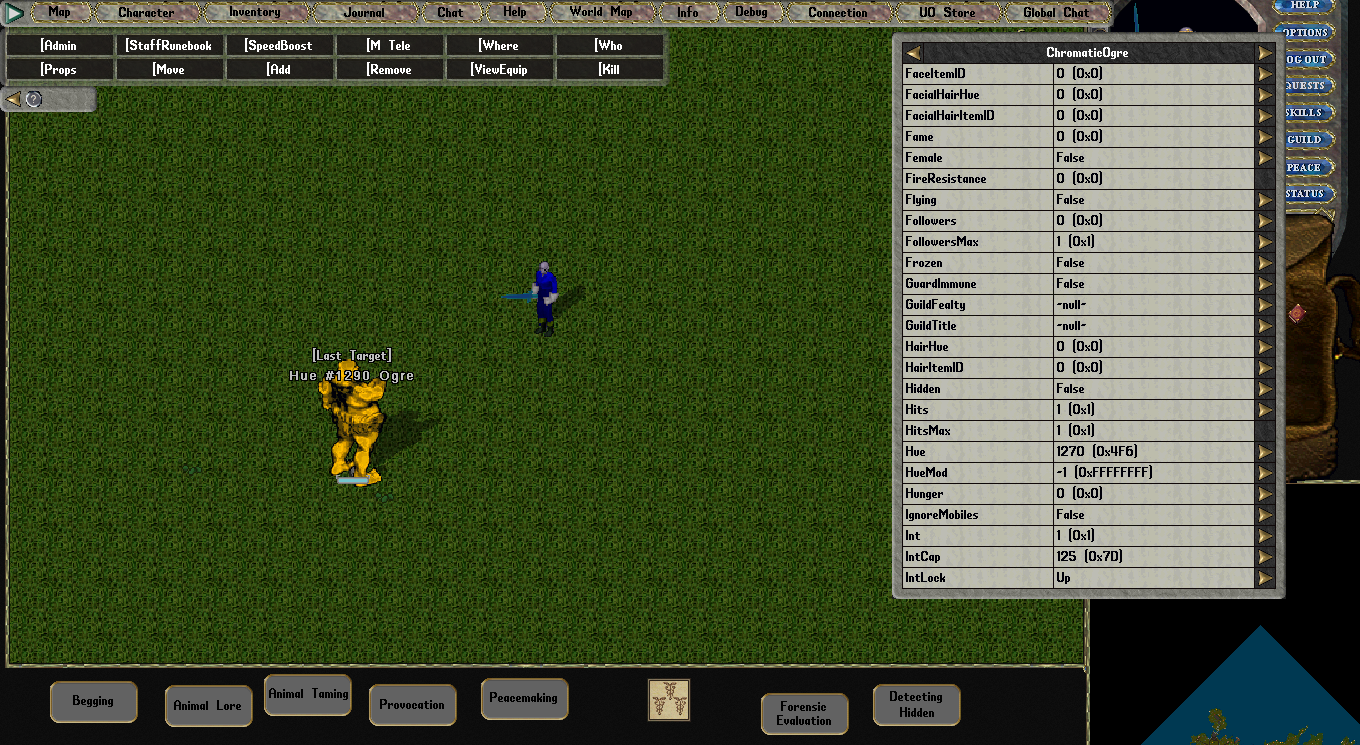 Map Character Inventory Journal Chat Help World Map Info Debug Connection UO Store Global Chat
[Admin [StaffRunebook [SpeedBoost [M Tele [Where [Who
[Props [Move [Add [Remove [ViewEquip [Kill
?
HELP
OPTIONS
LOG OUT
QUESTS
SKILLS
GUILD
PEACE
STATUS
ChromaticOgre
FaceItemID 0 (0x0)
FacialHairHue 0 (0x0)
FacialHairItemID 0 (0x0)
Fame 0 (0x0)
Female False
FireResistance 0 (0x0)
Flying False
Followers 0 (0x0)
FollowersMax 1 (0x1)
Frozen False
GuardImmune False
GuildFealty -null-
GuildTitle -null-
HairHue 0 (0x0)
HairItemID 0 (0x0)
Hidden False
Hits 1 (0x1)
HitsMax 1 (0x1)
Hue 1270 (0x4F6)
HueMod -1 (0xFFFFFFFF)
Hunger 0 (0x0)
IgnoreMobiles False
Int 1 (0x1)
IntCap 125 (0x7D)
IntLock Up
[Last Target]
Hue #1290 Ogre
Begging
Animal Lore
Animal Taming
Provocation
Peacemaking
Forensic
Evaluation
Detecting
Hidden